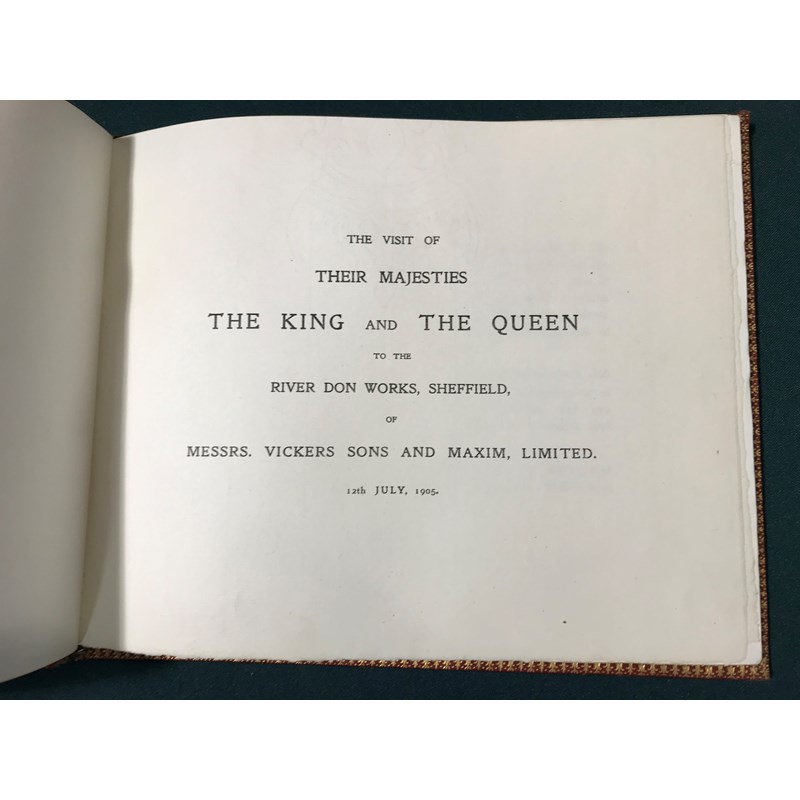 THE VISIT OF
THEIR MAJESTIES
THE KING AND THE QUEEN
TO THE
RIVER DON WORKS, SHEFFIELD,
OF
MESSRS. VICKERS SONS AND MAXIM, LIMITED.
12th JULY, 1905.